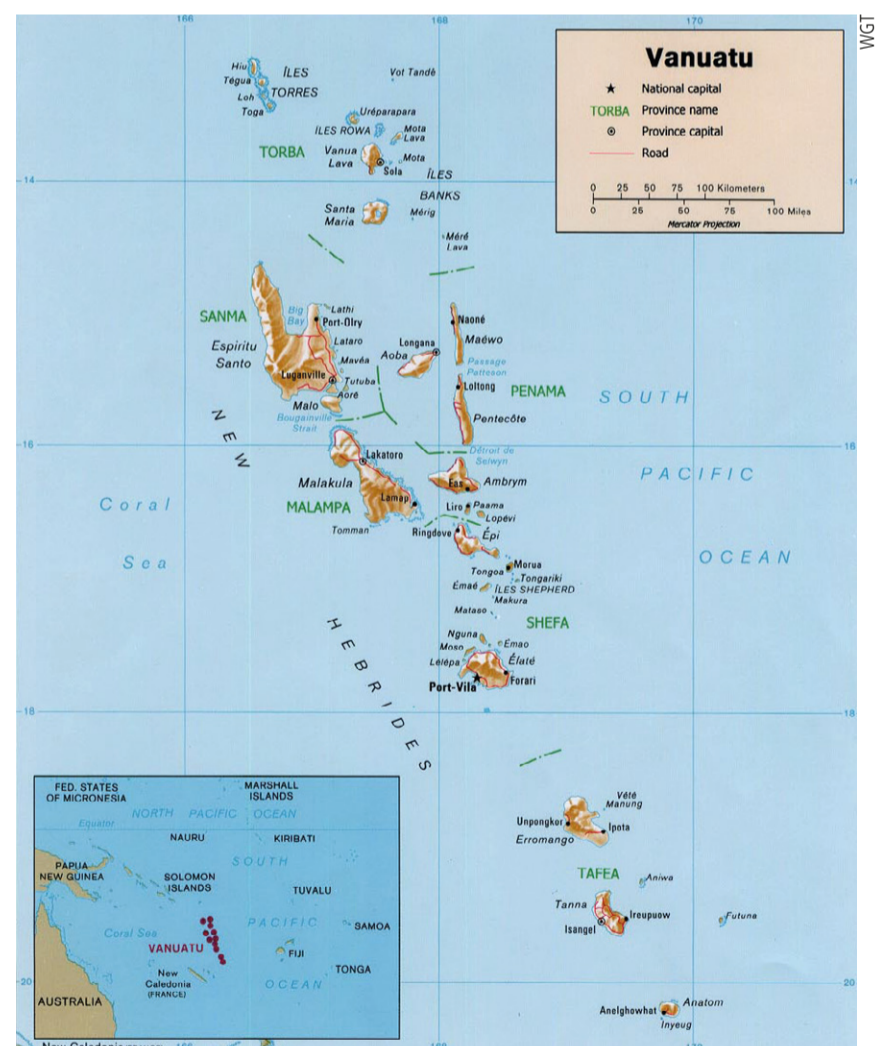 WGT
166
168
170
Vanuatu
National capital
TORBA Province name
Province capital
Road
0 25 50 75 100 Kilometers
0 25 50 75 100 Miles
Mercator Projection
Hiu
Tégua
Loh
Toga
ÎLES
TORRES
Vot Tandé
Uréparapara
ÎLES ROWA
Mota
Lava
TORBA
Vanua
Lava
Mota
Sola
14
14
ÎLES
BANKS
Santa
Maria
Mérig
Méré
Lava
SANMA
Big
Bay
Lathi
Port-Olry
Espiritu
Santo
Lataro
Mavéa
Luganville
Tutuba
Aoré
Malo
Bougainville
Strait
Longana
Aoba
Naoné
Maéwo
Passage
Patteson
Loltong
PENAMA
Pentecôte
SOUTH
PACIFIC
OCEAN
NEW
HEBRIDES
16
16
Détroit de
Selwyn
Lakatoro
Malakula
Lamap
MALAMPA
Tomman
Eas
Ambrym
Liro
Paama
Lopévi
Ringdove
Épi
Coral
Sea
Morua
Tongoa
Tongariki
Émaé
ÎLES SHEPHERD
Makura
Mataso
SHEFA
Nguna
Moso
Émao
Lélépa
Élaté
Port-Vila
Forari
18
18
Vété
Manung
Unpongkor
Ipota
Erromango
TAFEA
Aniwa
Tanna
Ireupuow
Isangel
Futuna
20
Anelghowhat
Anatom
Inyeug
FED. STATES
OF MICRONESIA
MARSHALL
ISLANDS
NORTH PACIFIC OCEAN
Equator
NAURU
KIRIBATI
SOUTH
PAPUA
NEW GUINEA
SOLOMON
ISLANDS
TUVALU
Coral Sea
PACIFIC
SAMOA
VANUATU
FIJI
New
Caledonia
(FRANCE)
TONGA
OCEAN
AUSTRALIA
168